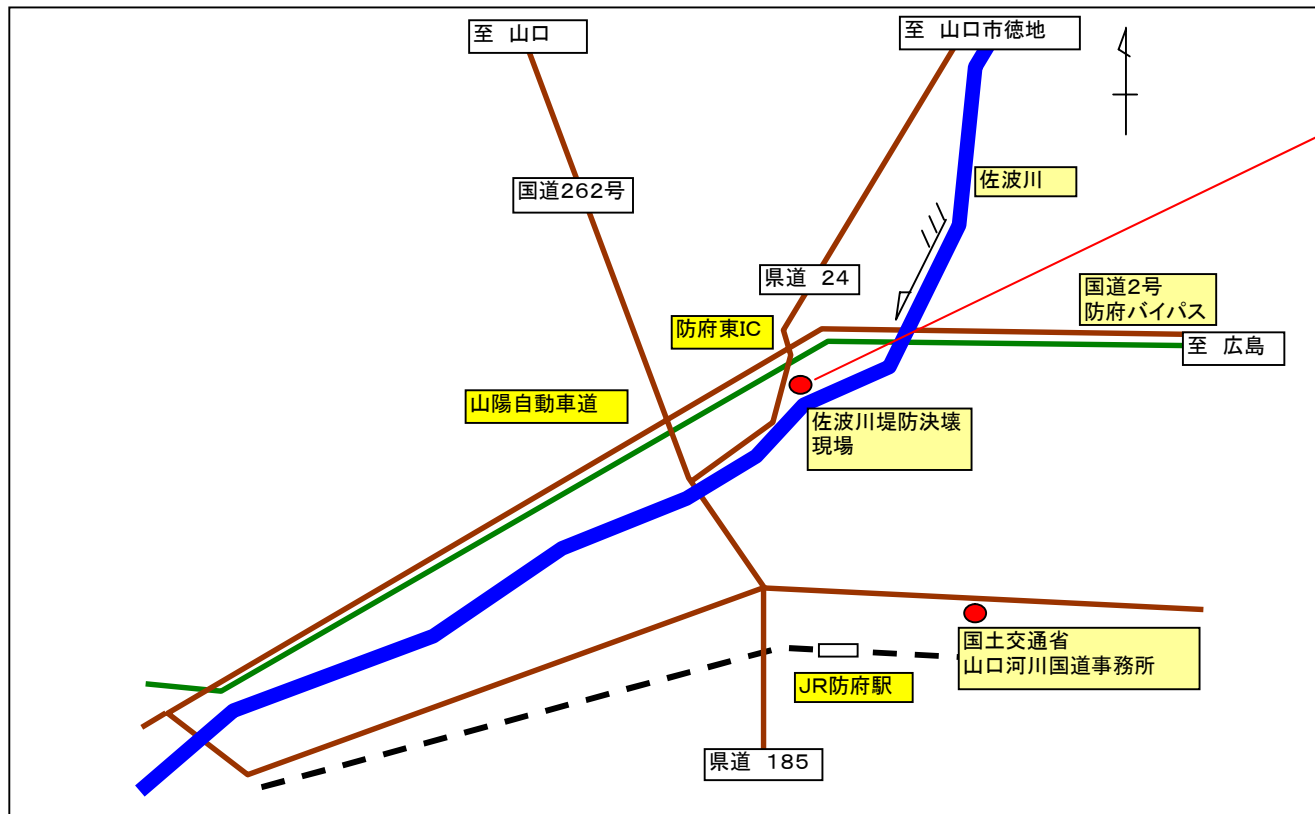 至　山口
至　山口市徳地
佐波川
国道262号
県道　24
国道2号
防府バイパス
防府東IC
至　広島
山陽自動車道
佐波川堤防決壊
現場
国土交通省
山口河川国道事務所
JR防府駅
県道　185